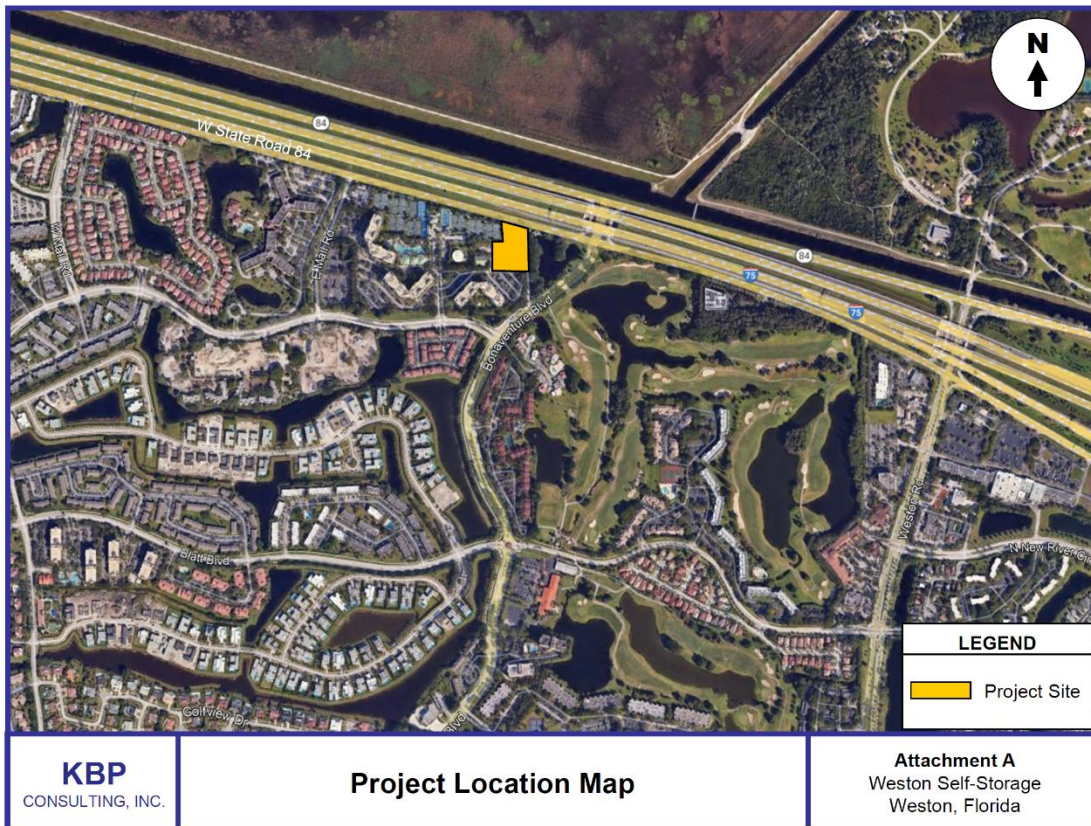 N
84
W State Road 84
W Mall Rd
E Mall Rd
84
75
75
Bonaventure Blvd
Weston Rd
Blatt Blvd
N New River Cir
Golfview Dr
Blvd
LEGEND
Project Site
KBP
CONSULTING, INC.
Project Location Map
Attachment A
Weston Self-Storage
Weston, Florida